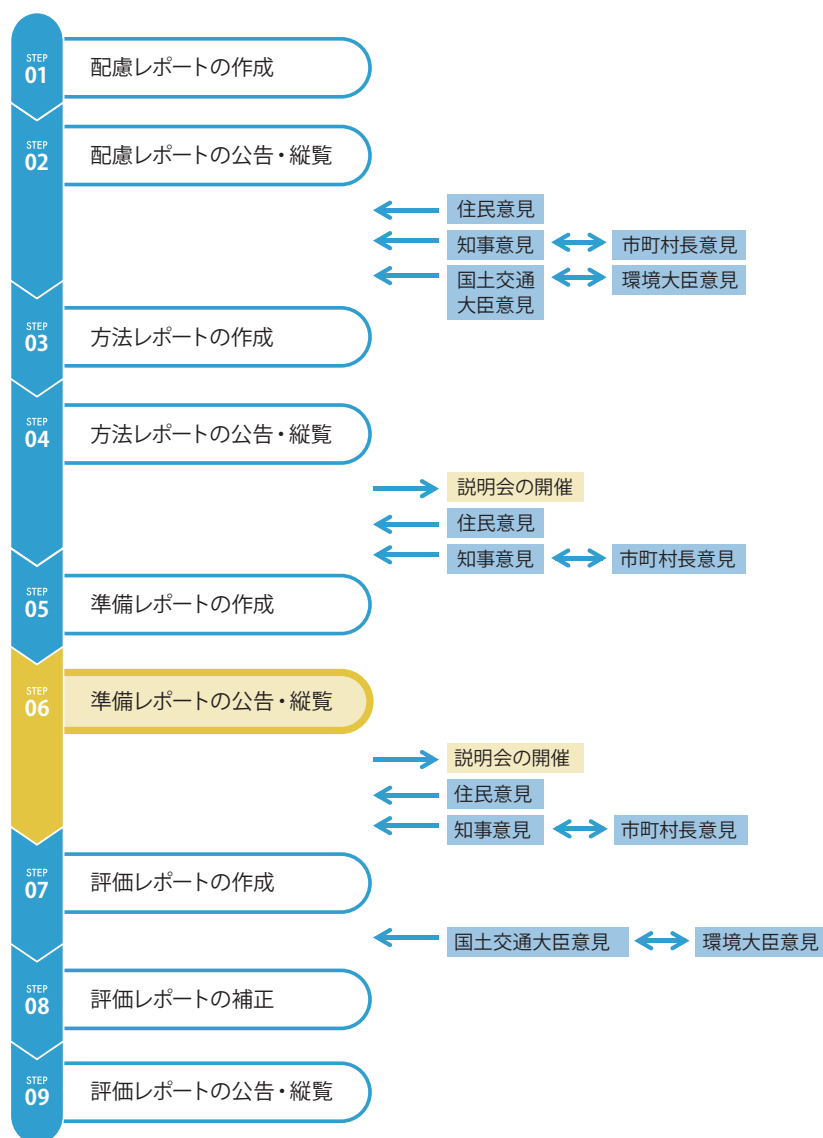 STEP
01
配慮レポートの作成
STEP
02
配慮レポートの公告・縦覧
住民意見
知事意見
市町村長意見
国土交通
大臣意見
環境大臣意見
STEP
03
方法レポートの作成
STEP
04
方法レポートの公告・縦覧
説明会の開催
住民意見
知事意見
市町村長意見
STEP
05
準備レポートの作成
STEP
06
準備レポートの公告・縦覧
説明会の開催
住民意見
知事意見
市町村長意見
STEP
07
評価レポートの作成
国土交通大臣意見
環境大臣意見
STEP
08
評価レポートの補正
STEP
09
評価レポートの公告・縦覧